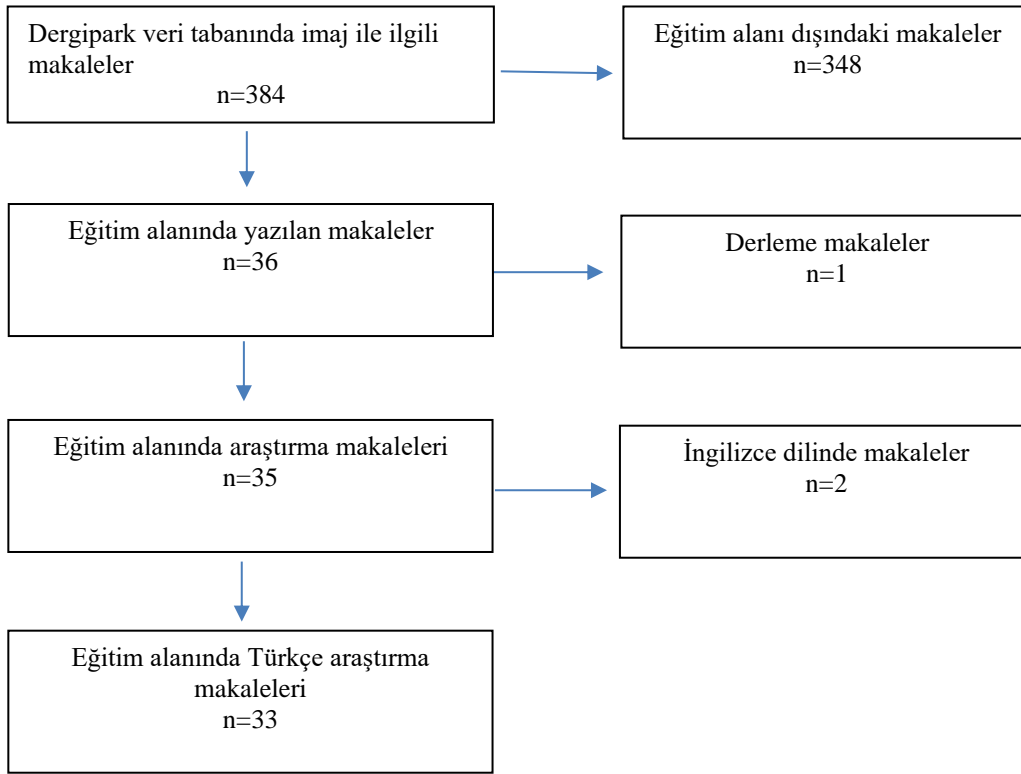 Dergipark veri tabanında imaj ile ilgili
makaleler
n=384
Eğitim alanı dışındaki makaleler
n=348
Eğitim alanında yazılan makaleler
n=36
Derleme makaleler
n=1
Eğitim alanında araştırma makaleleri
n=35
İngilizce dilinde makaleler
n=2
Eğitim alanında Türkçe araştırma
makaleleri
n=33